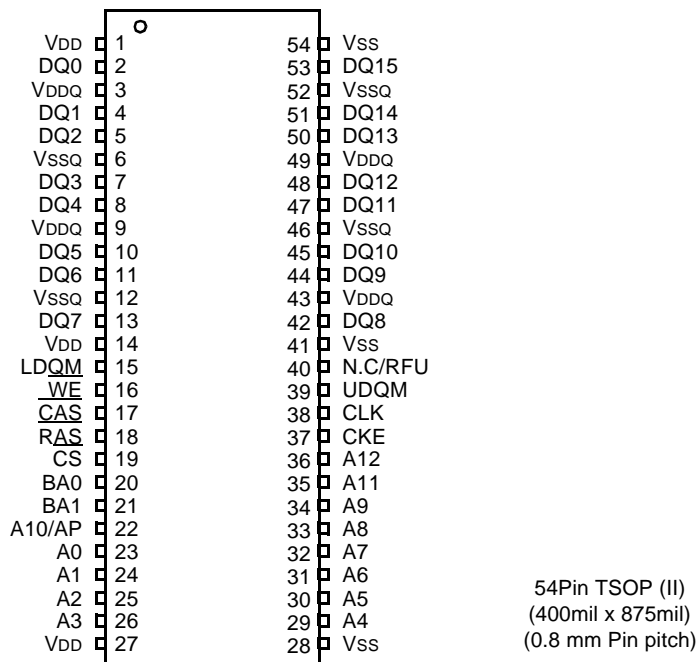 VDD 1 54 VSS
DQ0 2 53 DQ15
VDDQ 3 52 VSSQ
DQ1 4 51 DQ14
DQ2 5 50 DQ13
VSSQ 6 49 VDDQ
DQ3 7 48 DQ12
DQ4 8 47 DQ11
VDDQ 9 46 VSSQ
DQ5 10 45 DQ10
DQ6 11 44 DQ9
VSSQ 12 43 VDDQ
DQ7 13 42 DQ8
VDD 14 41 VSS
LDQM 15 40 N.C/RFU
WE 16 39 UDQM
CAS 17 38 CLK
RAS 18 37 CKE
CS 19 36 A12
BA0 20 35 A11
BA1 21 34 A9
A10/AP 22 33 A8
A0 23 32 A7
A1 24 31 A6
A2 25 30 A5
A3 26 29 A4
VDD 27 28 VSS
54Pin TSOP (II)
(400mil x 875mil)
(0.8 mm Pin pitch)